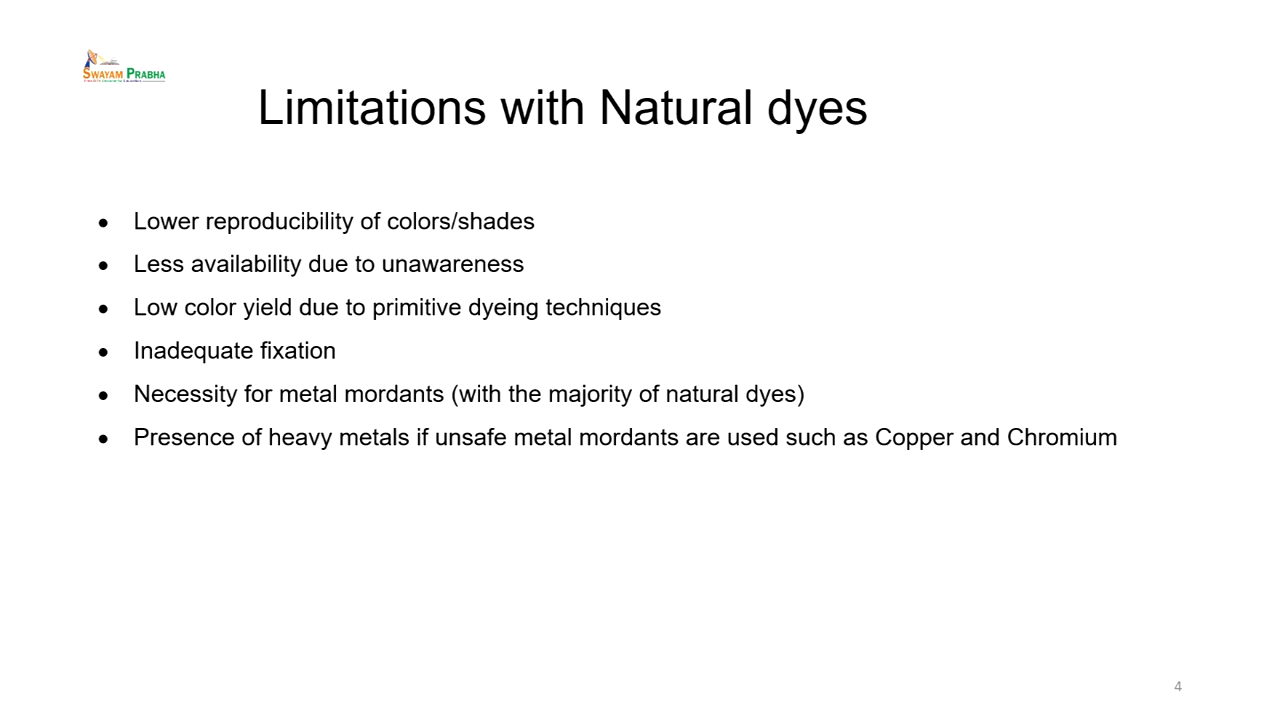 SWAYAM PRABHA
Limitations with Natural dyes
• Lower reproducibility of colors/shades
• Less availability due to unawareness
• Low color yield due to primitive dyeing techniques
• Inadequate fixation
• Necessity for metal mordants (with the majority of natural dyes)
• Presence of heavy metals if unsafe metal mordants are used such as Copper and Chromium
4